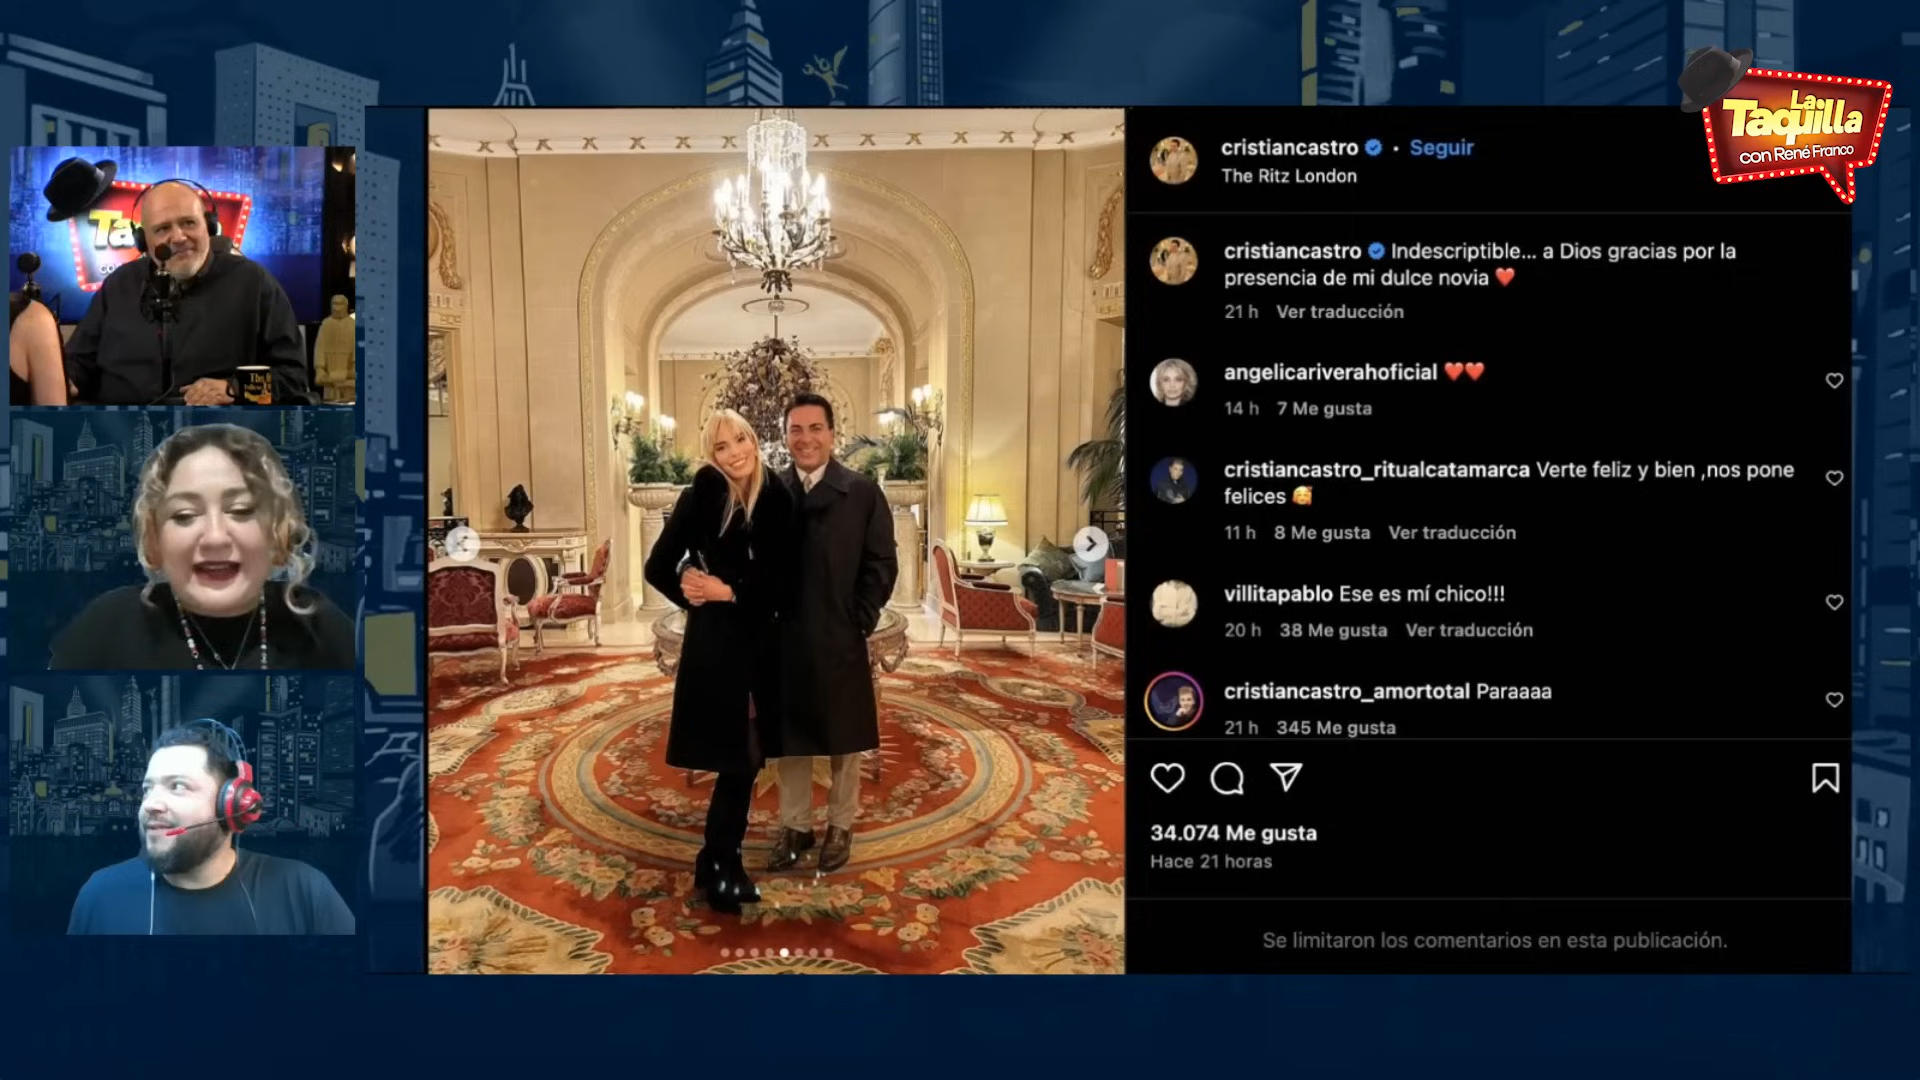 La
Taquilla
con René Franco
Ta
cristiancastro • Seguir
The Ritz London
cristiancastro Indescriptible... a Dios gracias por la
presencia de mi dulce novia ❤️
21 h Ver traducción
angelicariverahoficial ❤️❤️
14 h 7 Me gusta
cristiancastro_ritualcatamarca Verte feliz y bien ,nos pone
felices 🥰
11 h 8 Me gusta Ver traducción
villitapablo Ese es mí chico!!!
20 h 38 Me gusta Ver traducción
cristiancastro_amortotal Paraaaa
21 h 345 Me gusta
34.074 Me gusta
Hace 21 horas
Se limitaron los comentarios en esta publicación.